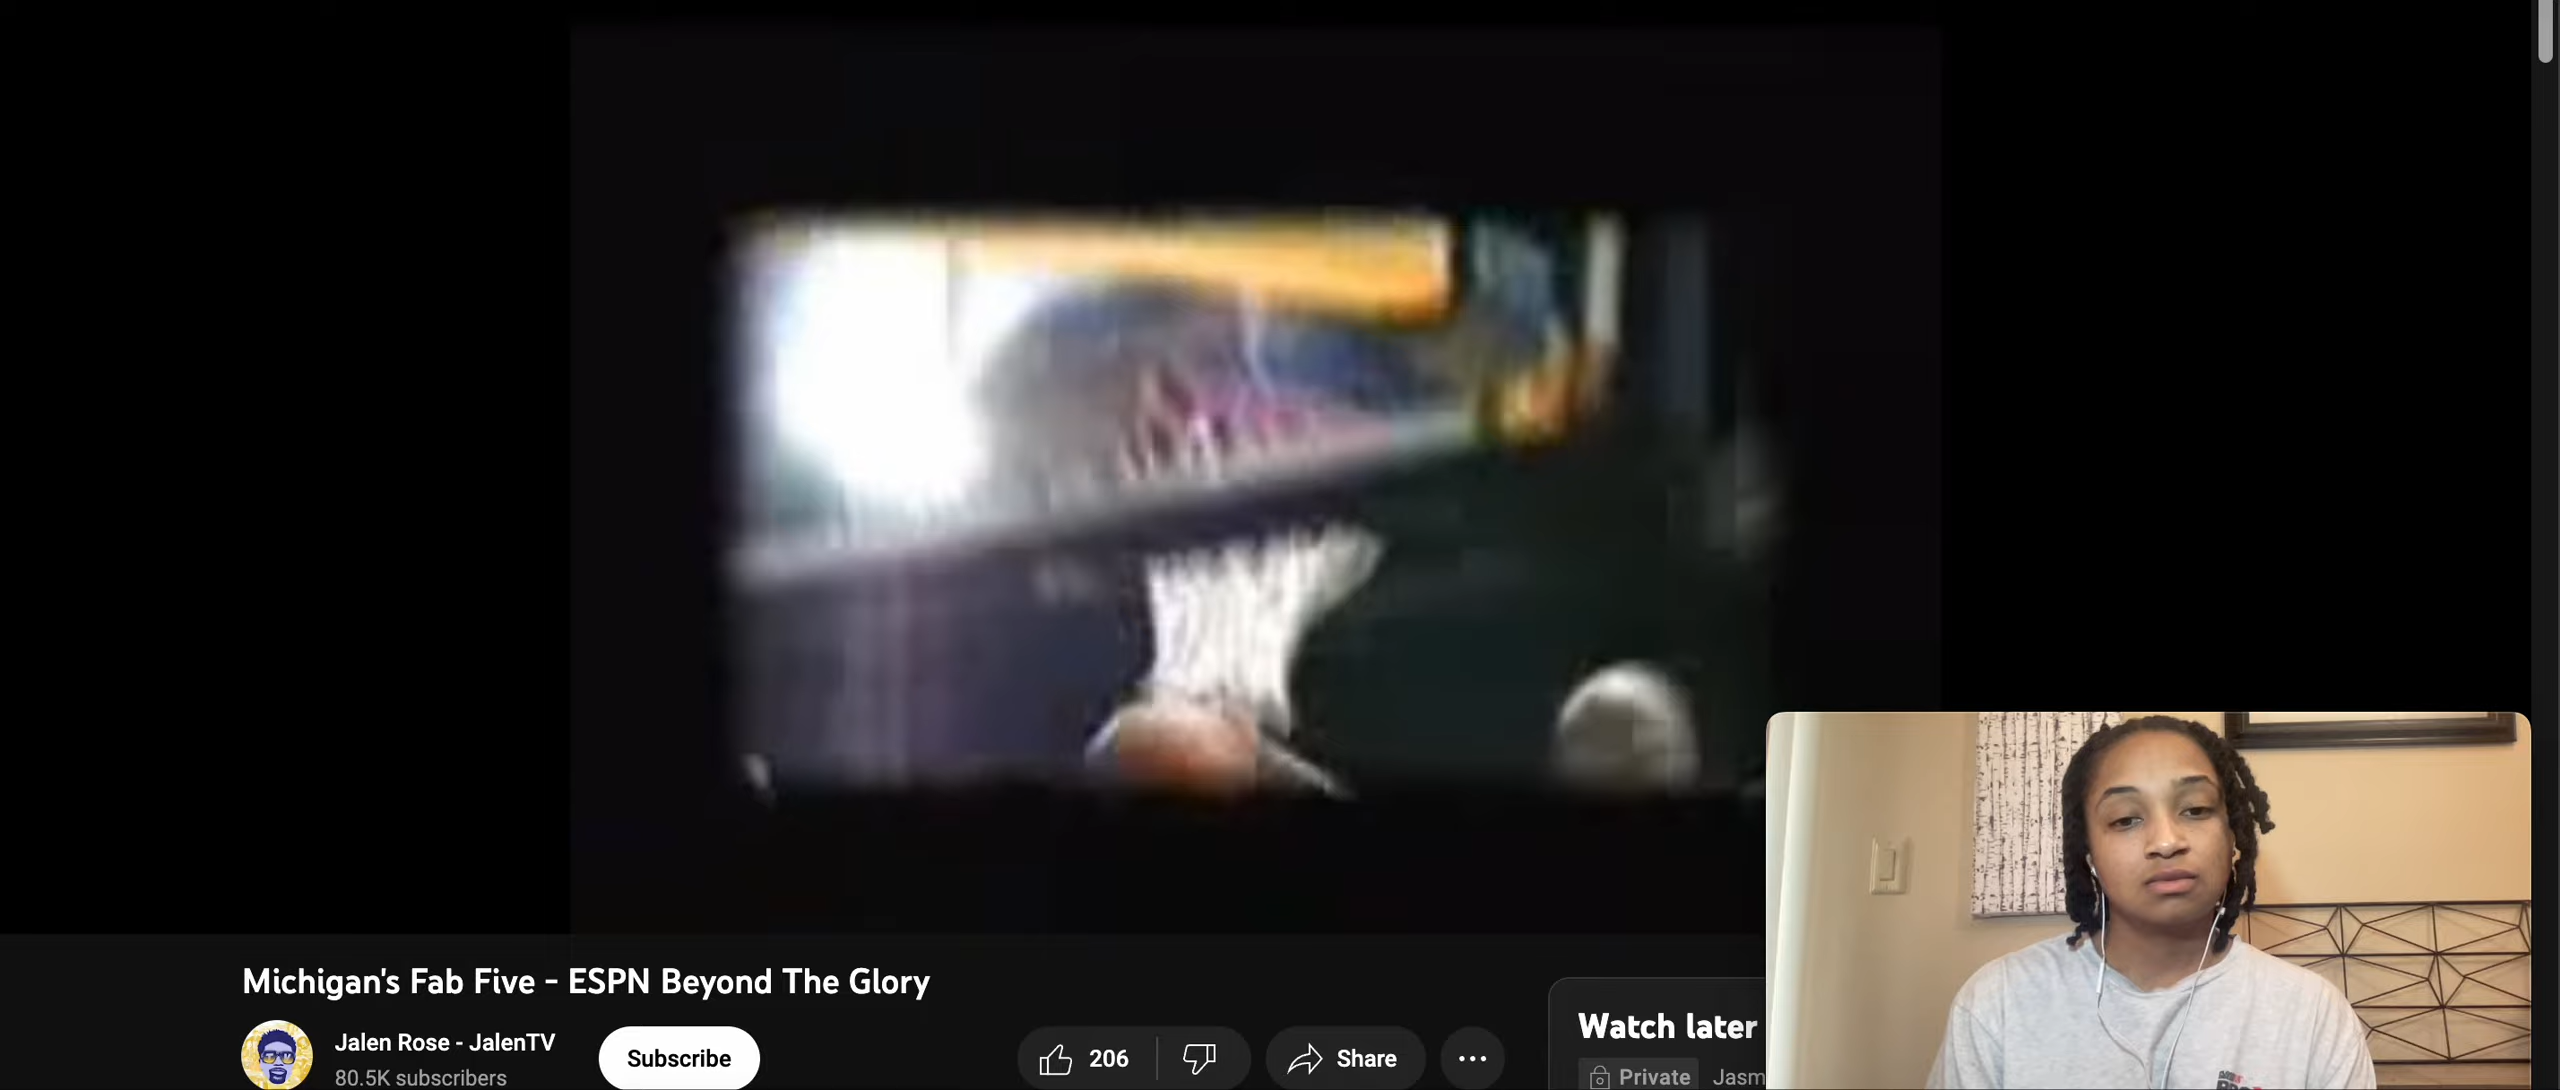 Michigan's Fab Five - ESPN Beyond The Glory
Jalen Rose - JalenTV
80.5K subscribers
Subscribe
206
Share
Watch later
Private Jasm